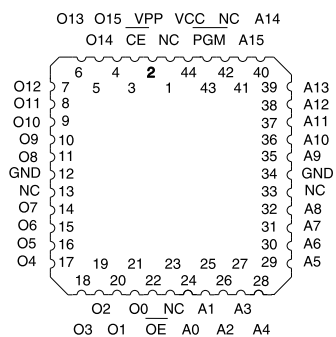 O13 O15 VPP VCC NC A14
O14 CE NC PGM A15
6 4 2 44 42 40
5 3 1 43 41
O12 7 39 A13
O11 8 38 A12
O10 9 37 A11
O9 10 36 A10
O8 11 35 A9
GND 12 34 GND
NC 13 33 NC
O7 14 32 A8
O6 15 31 A7
O5 16 30 A6
O4 17 29 A5
19 21 23 25 27
18 20 22 24 26 28
O2 O0 NC A1 A3
O3 O1 OE A0 A2 A4